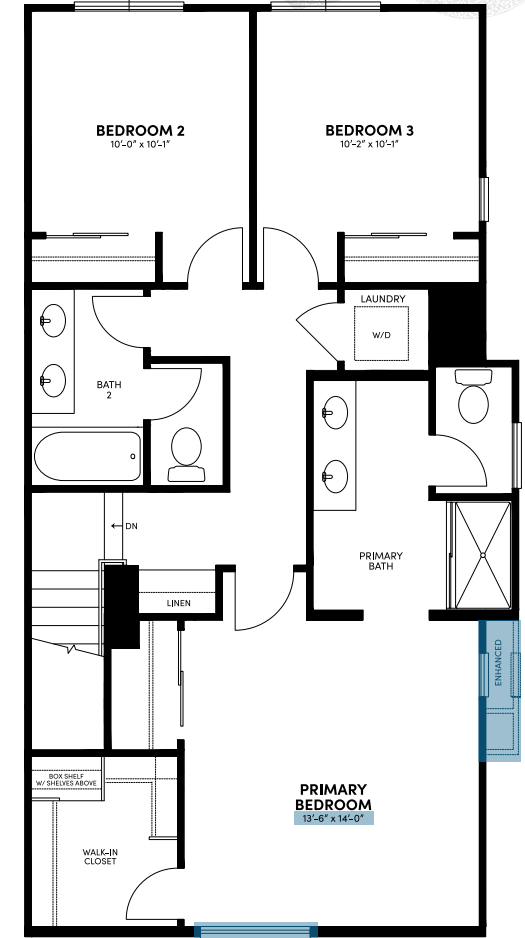 BEDROOM 2
10'-0" x 10'-1"
BEDROOM 3
10'-2" x 10'-1"
LAUNDRY
W/D
BATH
2
← DN
PRIMARY
BATH
LINEN
ENHANCED
BOX SHELF
W/ SHELVES ABOVE
PRIMARY
BEDROOM
13'-6" x 14'-0"
WALK-IN
CLOSET